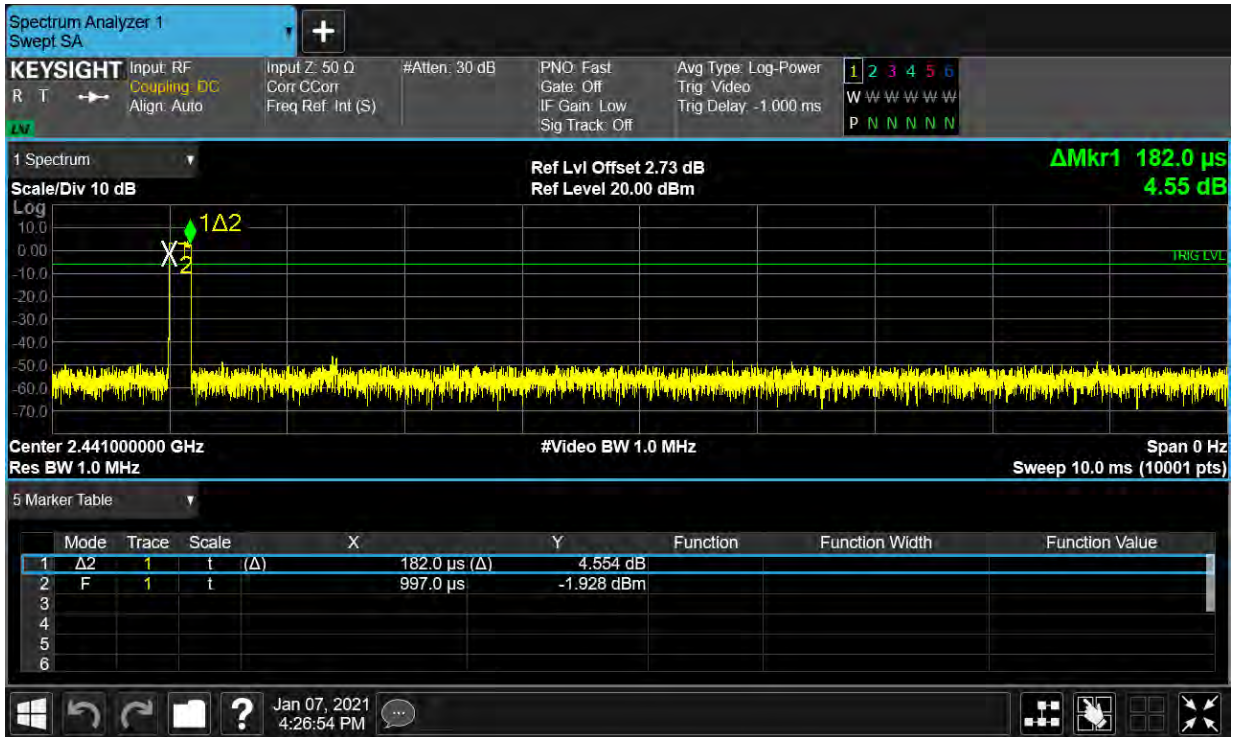 Spectrum Analyzer 1
Swept SA
+
KEYSIGHT Input: RF Input Z: 50 Ω #Atten: 30 dB PNO: Fast Avg Type: Log-Power 1 2 3 4 5 6
R T Coupling: DC Corr CCorr Gate: Off Trig: Video W W W W W W
Align: Auto Freq Ref: Int (S) IF Gain: Low Trig Delay: -1.000 ms
Sig Track: Off P N N N N N
1 Spectrum Ref Lvl Offset 2.73 dB ΔMkr1 182.0 µs
Scale/Div 10 dB Ref Level 20.00 dBm 4.55 dB
Log
10.0 1Δ2
0.00 X TRIG LVL
2
-10.0
-20.0
-30.0
-40.0
-50.0
-60.0
-70.0
Center 2.441000000 GHz #Video BW 1.0 MHz Span 0 Hz
Res BW 1.0 MHz Sweep 10.0 ms (10001 pts)
5 Marker Table
Mode Trace Scale X Y Function Function Width Function Value
1 Δ2 1 t (Δ) 182.0 µs (Δ) 4.554 dB
2 F 1 t 997.0 µs -1.928 dBm
3
4
5
6
? Jan 07, 2021
4:26:54 PM